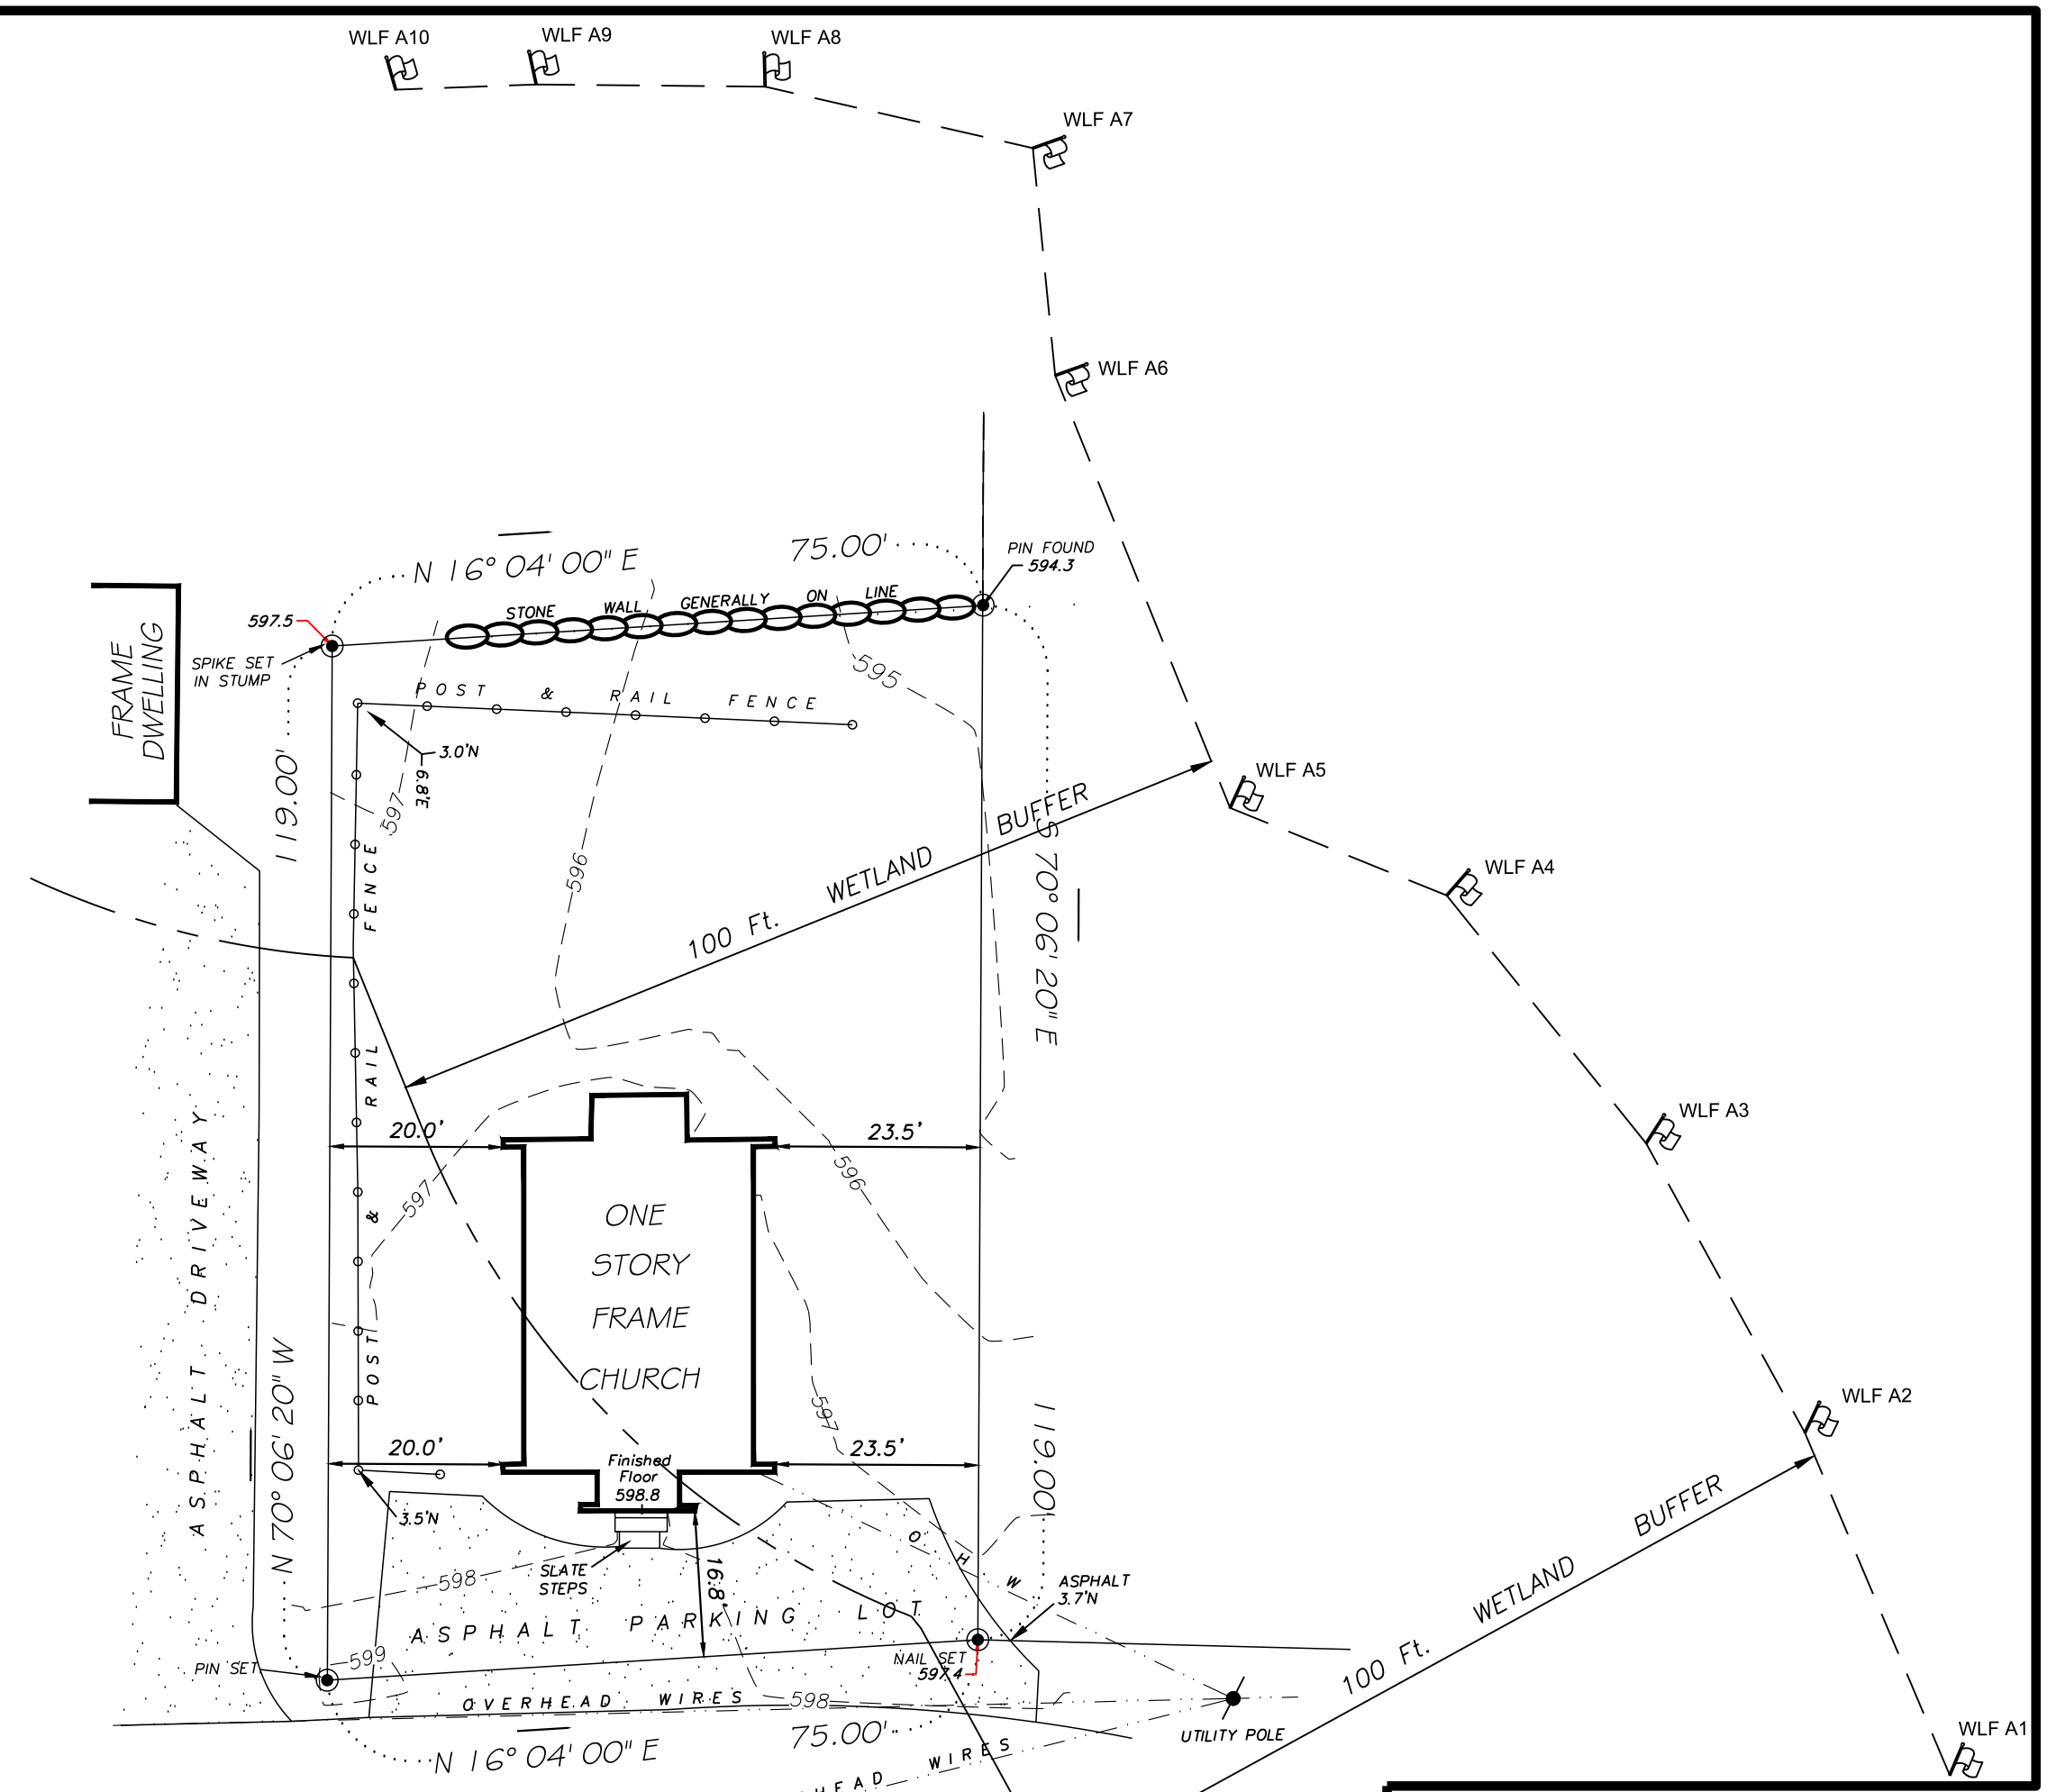 WLF A10
WLF A9
WLF A8
WLF A7
WLF A6
N 16° 04' 00" E
75.00'
PIN FOUND
594.3
STONE WALL GENERALLY ON LINE
597.5
SPIKE SET
IN STUMP
FRAME
DWELLING
595
POST & RAIL FENCE
3.0'N
6.8'E
119.00'
597
WLF A5
BUFFER
WETLAND
100 Ft.
S 70° 06' 20" E
596
WLF A4
POST & RAIL FENCE
WLF A3
20.0'
23.5'
596
597
ONE
STORY
FRAME
CHURCH
ASPHALT DRIVEWAY
N 70° 06' 20" W
WLF A2
597
119.00'
20.0'
23.5'
Finished
Floor
598.8
3.5'N
SLATE
STEPS
16.8'
O H W
598
ASPHALT
3.7'N
ASPHALT PARKING LOT
100 Ft. WETLAND BUFFER
599
PIN SET
NAIL SET
597.4
OVERHEAD WIRES
598
UTILITY POLE
N 16° 04' 00" E
75.00'
HEAD WIRES
WLF A1